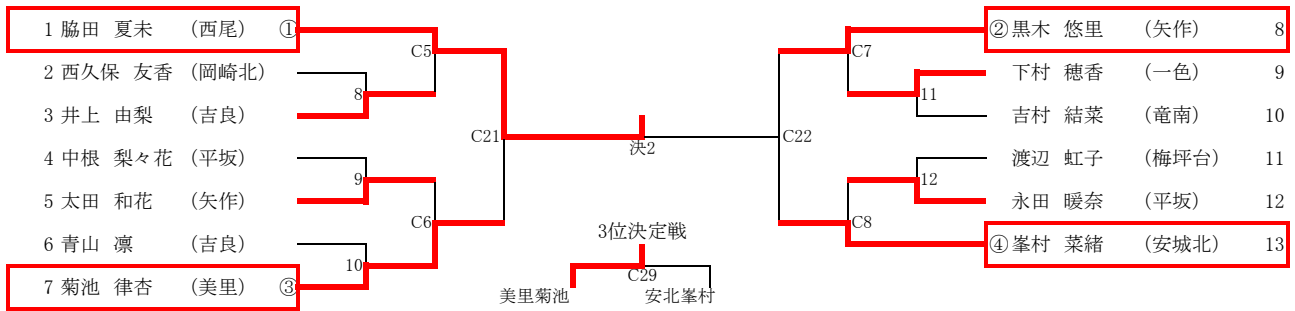 1 脇田 夏未 (西尾) ①
2 西久保 友香 (岡崎北)
3 井上 由梨 (吉良)
4 中根 梨々花 (平坂)
5 太田 和花 (矢作)
6 青山 凛 (吉良)
7 菊池 律杏 (美里) ③
C5
8
C21
9
C6
10
決2
3位決定戦
C29
美里菊池 安北峯村
C7
11
C22
12
C8
②黒木 悠里 (矢作) 8
下村 穂香 (一色) 9
吉村 結菜 (竜南) 10
渡辺 虹子 (梅坪台) 11
永田 暖奈 (平坂) 12
④峯村 菜緒 (安城北) 13